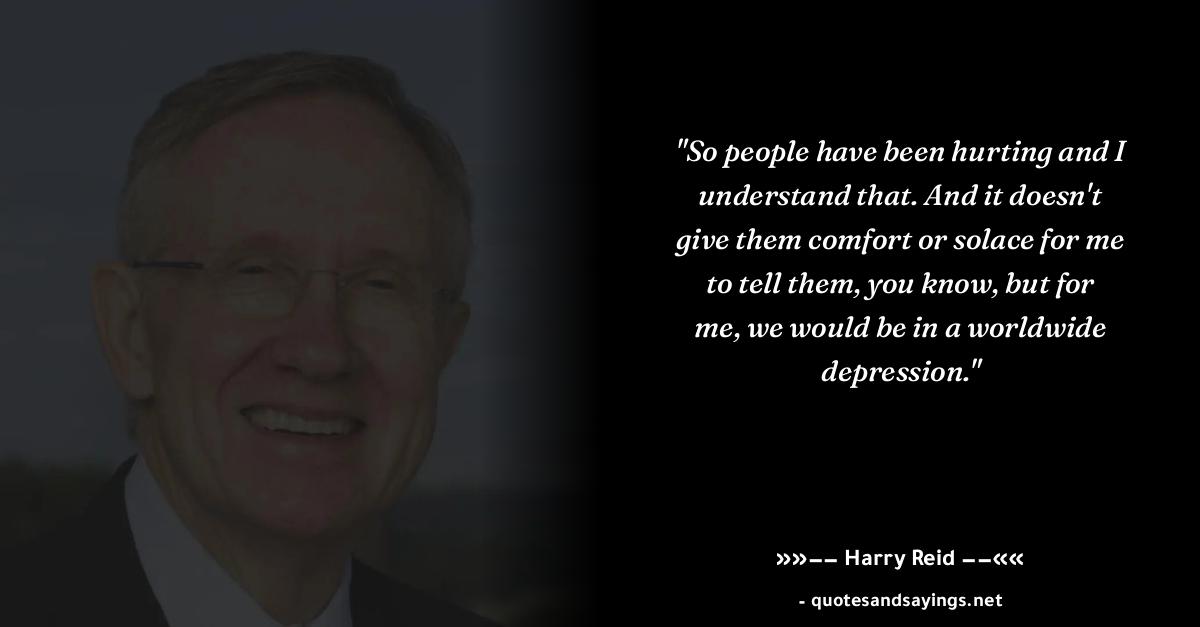 "So people have been hurting and I
understand that. And it doesn't
give them comfort or solace for me
to tell them, you know, but for
me, we would be in a worldwide
depression."
»»−− Harry Reid −−««
- quotesandsayings.net